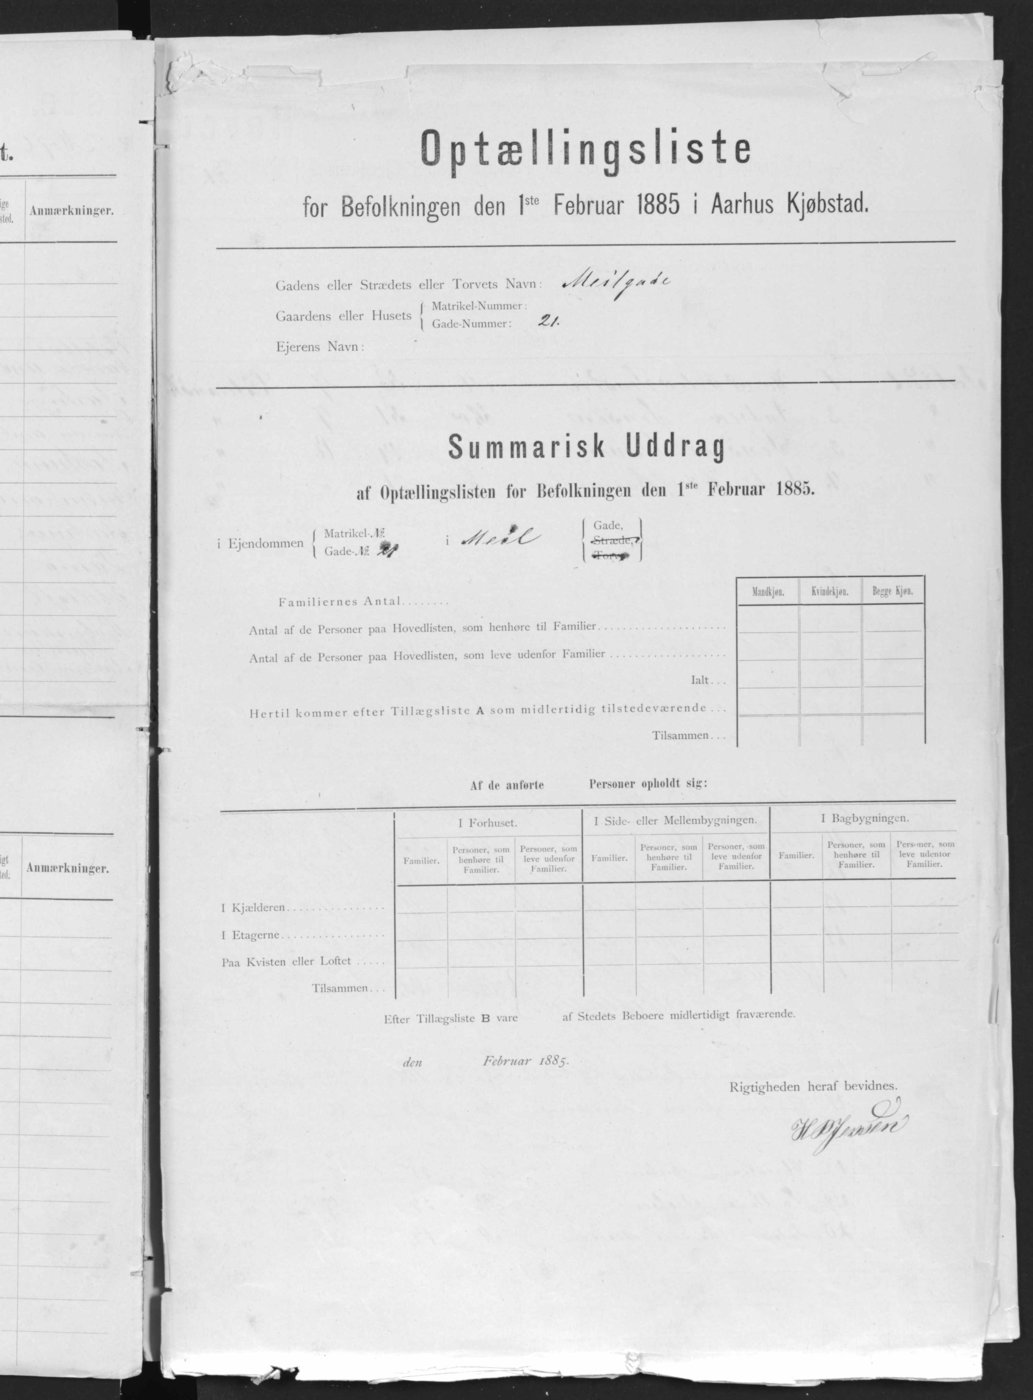 t.
ige
sted.
Anmærkninger.
igt
ted.
Anmærkninger.
Optællingsliste
for Befolkningen den 1ste Februar 1885 i Aarhus Kjøbstad.
Gadens eller Strædets eller Torvets Navn: Meilgade
Gaardens eller Husets { Matrikel-Nummer:
Gade-Nummer: 21.
Ejerens Navn:
Summarisk Uddrag
af Optællingslisten for Befolkningen den 1ste Februar 1885.
i Ejendommen { Matrikel-№
Gade-№ 21 i Meil { Gade, }
Stræde,
Torv,
Mandkjøn. Kvindekjøn. Begge Kjøn.
Familiernes Antal........
Antal af de Personer paa Hovedlisten, som henhøre til Familier.....................
Antal af de Personer paa Hovedlisten, som leve udenfor Familier...................
Ialt...
Hertil kommer efter Tillægsliste A som midlertidig tilstedeværende...
Tilsammen...
Af de anførte Personer opholdt sig:
I Forhuset. I Side- eller Mellembygningen. I Bagbygningen.
Familier. Personer, som henhøre til Familier. Personer, som leve udenfor Familier. Familier. Personer, som henhøre til Familier. Personer, som leve udenfor Familier. Familier. Personer, som henhøre til Familier. Personer, som leve udenfor Familier.
I Kjælderen...............
I Etagerne................
Paa Kvisten eller Loftet.....
Tilsammen...
Efter Tillægsliste B vare af Stedets Beboere midlertidigt fraværende.
den Februar 1885.
Rigtigheden heraf bevidnes.
H P Jensen